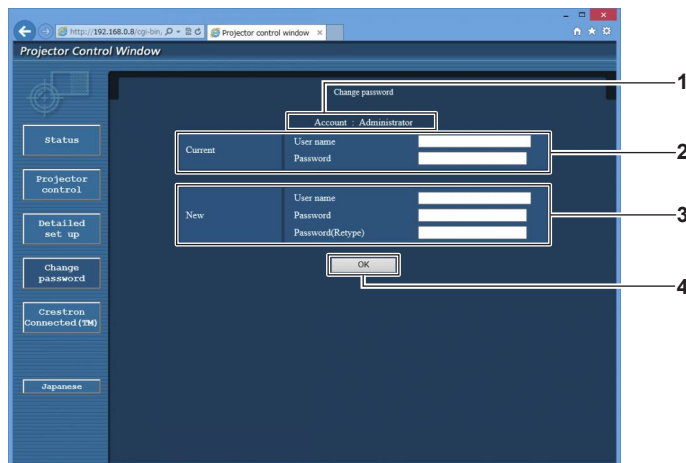 http://192.168.0.8/cgi-bin,
Projector control window
Projector Control Window
Change password
1
Account : Administrator
Status
Current
User name
Password
2
Projector control
New
User name
Password
Password(Retype)
3
Detailed set up
OK
4
Change password
Crestron Connected(TM)
Japanese